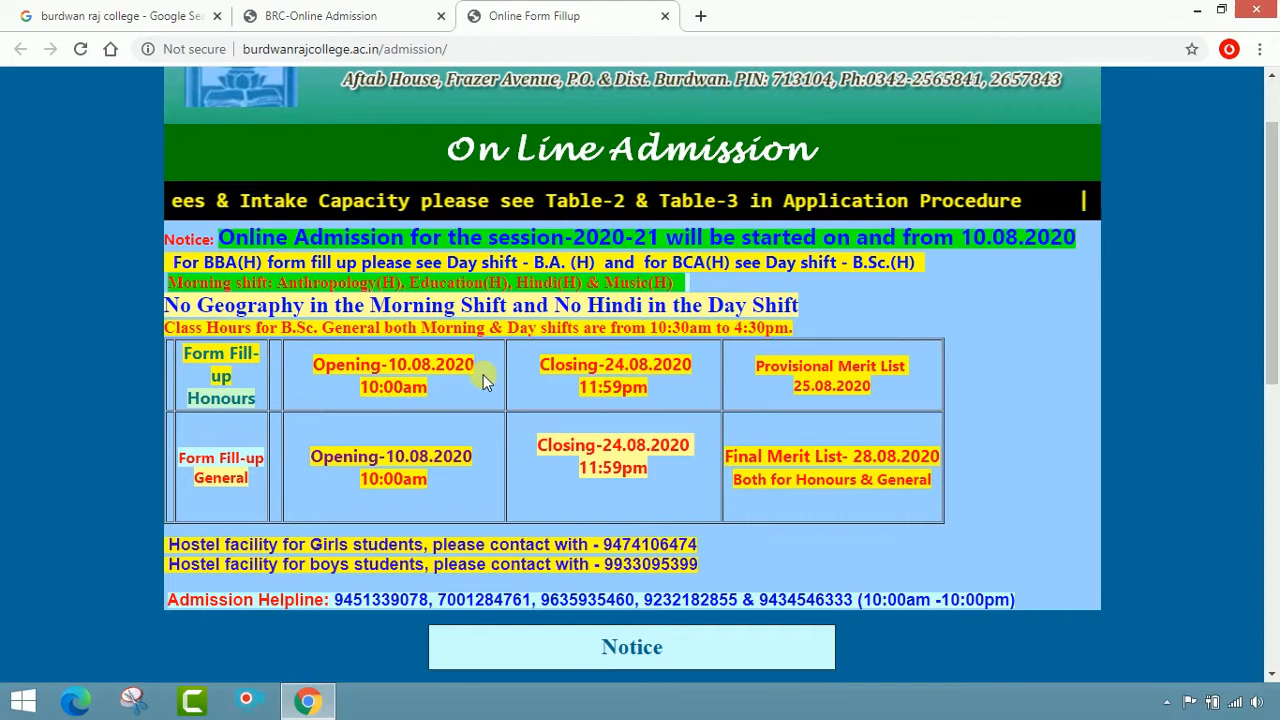 burdwan raj college - Google Se
BRC-Online Admission
Online Form Fillup
Not secure
burdwanrajcollege.ac.in/admission/
Aftab House, Frazer Avenue, P.O. & Dist. Burdwan. PIN: 713104, Ph:0342-2565841, 2657843
On Line Admission
ees & Intake Capacity please see Table-2 & Table-3 in Application Procedure |
Notice: Online Admission for the session-2020-21 will be started on and from 10.08.2020
For BBA(H) form fill up please see Day shift - B.A. (H) and for BCA(H) see Day shift - B.Sc.(H)
Morning shift: Anthropology(H), Education(H), Hindi(H) & Music(H)
No Geography in the Morning Shift and No Hindi in the Day Shift
Class Hours for B.Sc. General both Morning & Day shifts are from 10:30am to 4:30pm.
Form Fill-
up
Honours
Opening-10.08.2020
10:00am
Closing-24.08.2020
11:59pm
Provisional Merit List
25.08.2020
Form Fill-up
General
Opening-10.08.2020
10:00am
Closing-24.08.2020
11:59pm
Final Merit List- 28.08.2020
Both for Honours & General
Hostel facility for Girls students, please contact with - 9474106474
Hostel facility for boys students, please contact with - 9933095399
Admission Helpline: 9451339078, 7001284761, 9635935460, 9232182855 & 9434546333 (10:00am -10:00pm)
Notice